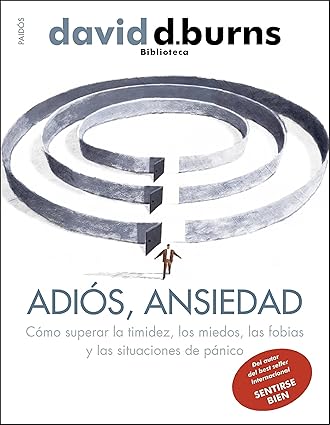 PAIDÓS
david d.burns
Biblioteca
ADIÓS, ANSIEDAD
Cómo superar la timidez, los miedos, las fobias
y las situaciones de pánico
Del autor
del best seller
internacional
SENTIRSE
BIEN